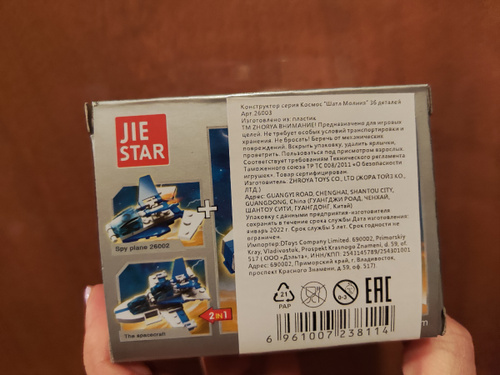 JIE
STAR
Spy plane 26002
+
The spacecraft
2 IN 1
Конструктор серия Космос "Шатл Молния" 36 деталей
Арт.26003
Изготовлено из: пластик.
ТМ ZHORYA ВНИМАНИЕ! Предназначено для игровых
целей. Не требует особых условий транспортировки и
хранения. Не бросать! Беречь от механических
повреждений. Вскрыть упаковку, удалить ярлыки,
проветрить. Пользоваться под присмотром взрослых.
Соответствует требованиям Технического регламента
Таможенного союза ТР ТС 008/2011 «О безопасности
игрушек». Товар сертифицирован.
Изготовитель: ZHROYA TOYS CO., LTD (ЖОРА ТОЙЗ КО.,
ЛТД.)
Адрес: GUANGYI ROAD, CHENGHAI, SHANTOU CITY,
GUANGDONG, China (ГУАНГДЖИ РОАД, ЧЕНХАЙ,
ШАНТОУ СИТИ, ГУАНГДОНГ, Китай)
Упаковку с данными предприятия-изготовителя
сохранять в течение срока службы Дата изготовления:
январь 2022 г. Срок службы 5 лет. Срок годности не
ограничен.
Импортер:DToys Company Limited. 690002, Primorskiy
Kray, Vladivostok, Prospekt Krasnogo Znameni, d. 59, of.
517 ( ООО «Дэльта», ИНН/КПП: 2543145789/254301001
Адрес: 690002, Приморский край, г. Владивосток,
проспект Красного Знамени, д.59, оф. 517)
21
PAP
0-3
EAC
6 961007 238114
m